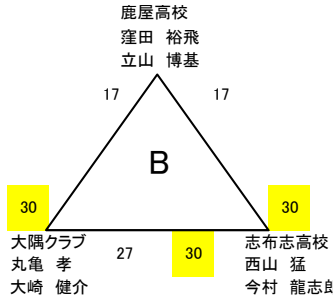 鹿屋高校
窪田 裕飛
立山 博基
17 17
B
30 30
27 30
大隅クラブ 志布志高校
丸亀 孝 西山 猛
大崎 健介 今村 龍志郎